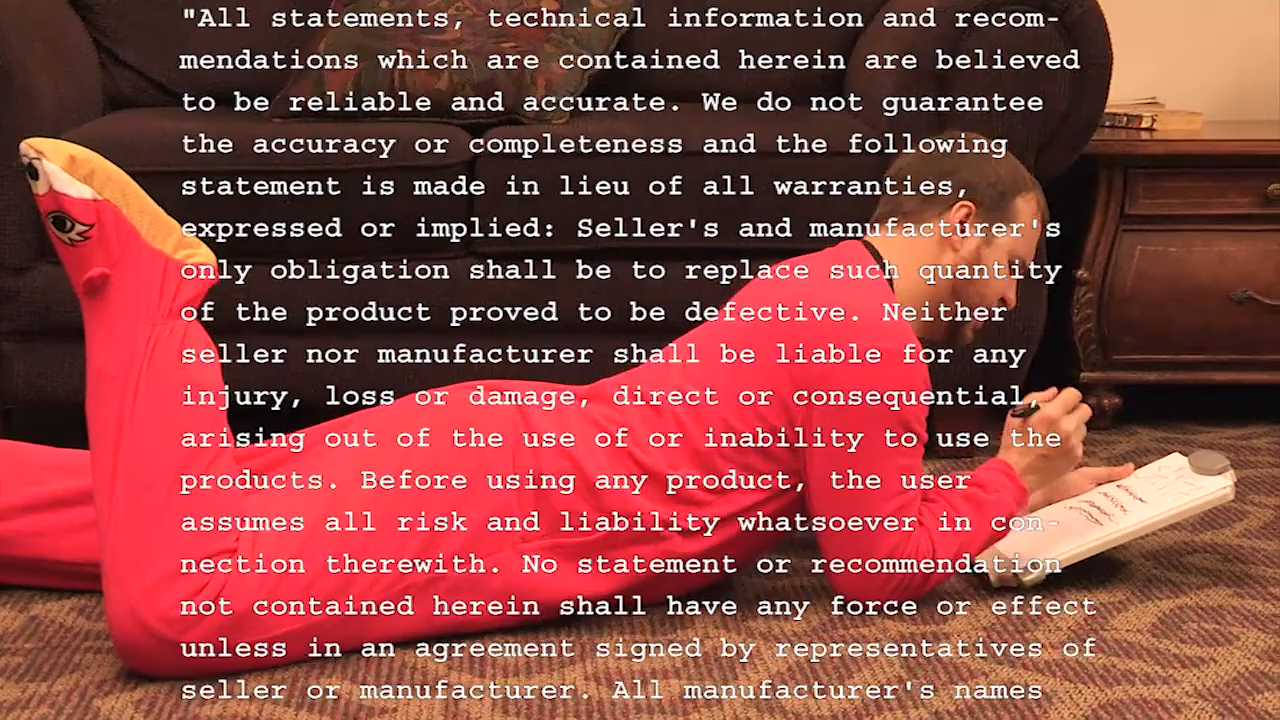 "All statements, technical information and recom-
mendations which are contained herein are believed
to be reliable and accurate. We do not guarantee
the accuracy or completeness and the following
statement is made in lieu of all warranties,
expressed or implied: Seller's and manufacturer's
only obligation shall be to replace such quantity
of the product proved to be defective. Neither
seller nor manufacturer shall be liable for any
injury, loss or damage, direct or consequential,
arising out of the use of or inability to use the
products. Before using any product, the user
assumes all risk and liability whatsoever in con-
nection therewith. No statement or recommendation
not contained herein shall have any force or effect
unless in an agreement signed by representatives of
seller or manufacturer. All manufacturer's names